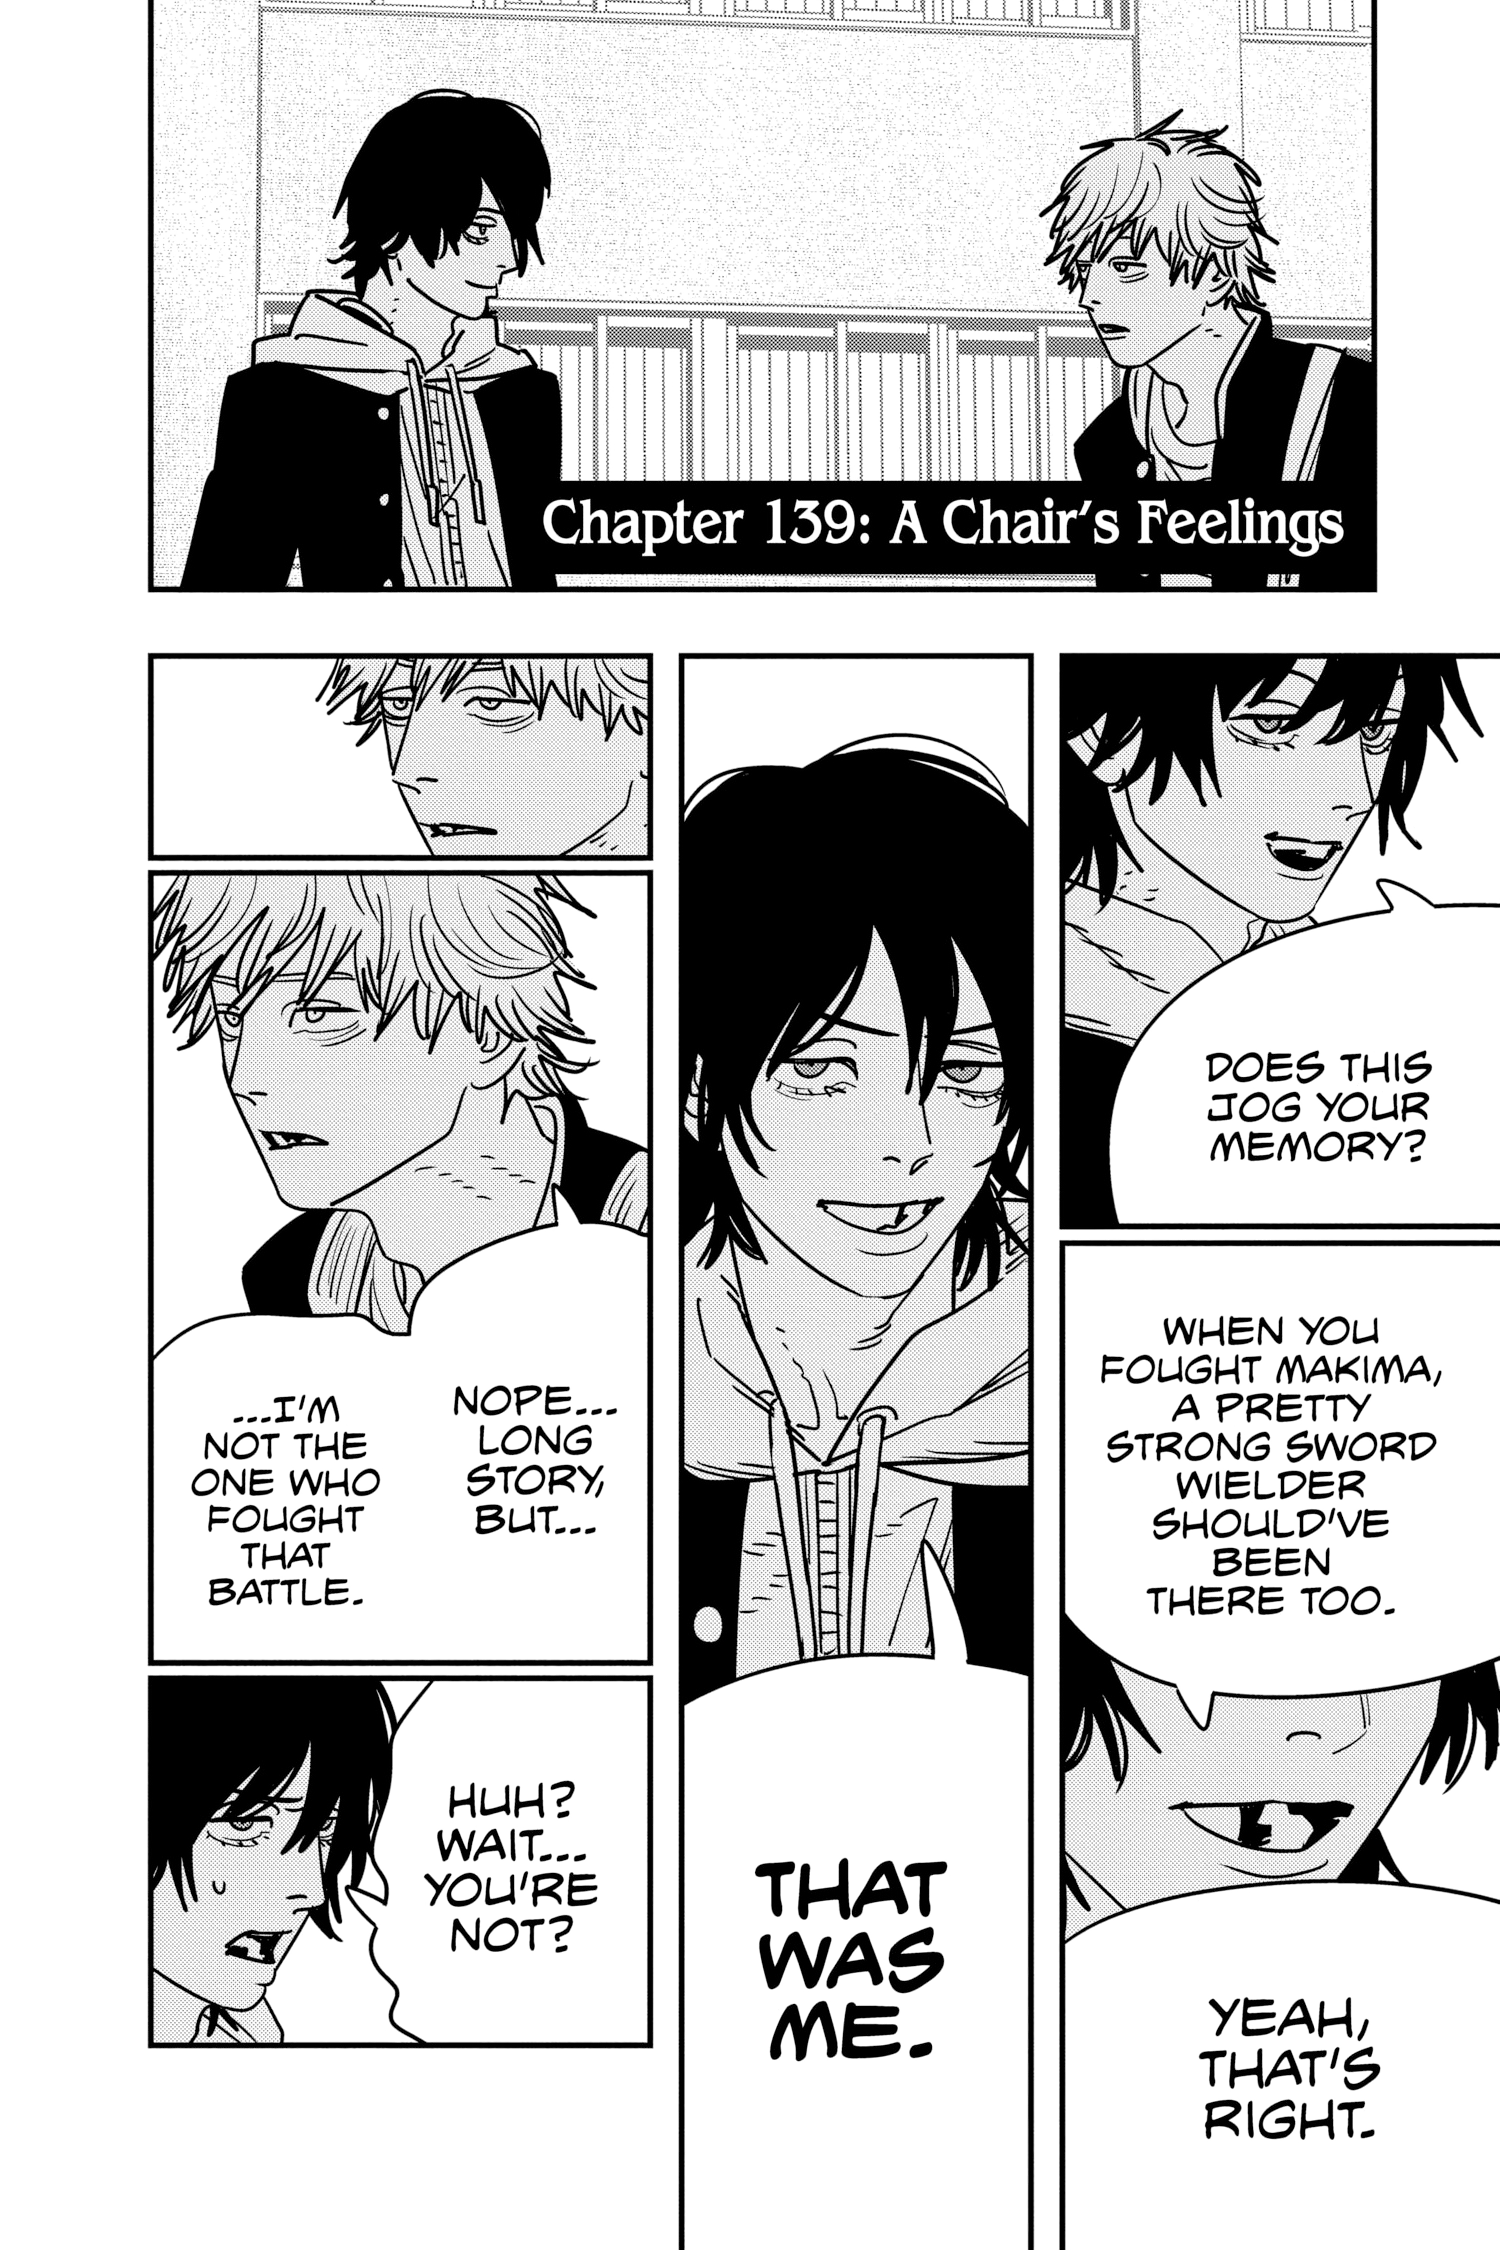 Chapter 139: A Chair's Feelings
DOES THIS
JOG YOUR
MEMORY?
WHEN YOU
FOUGHT MAKIMA,
A PRETTY
STRONG SWORD
WIELDER
SHOULD'VE
BEEN
THERE TOO.
YEAH,
THAT'S
RIGHT.
THAT
WAS
ME.
NOPE...
LONG
STORY,
BUT...
...I'M
NOT THE
ONE WHO
FOUGHT
THAT
BATTLE.
HUH?
WAIT...
YOU'RE
NOT?